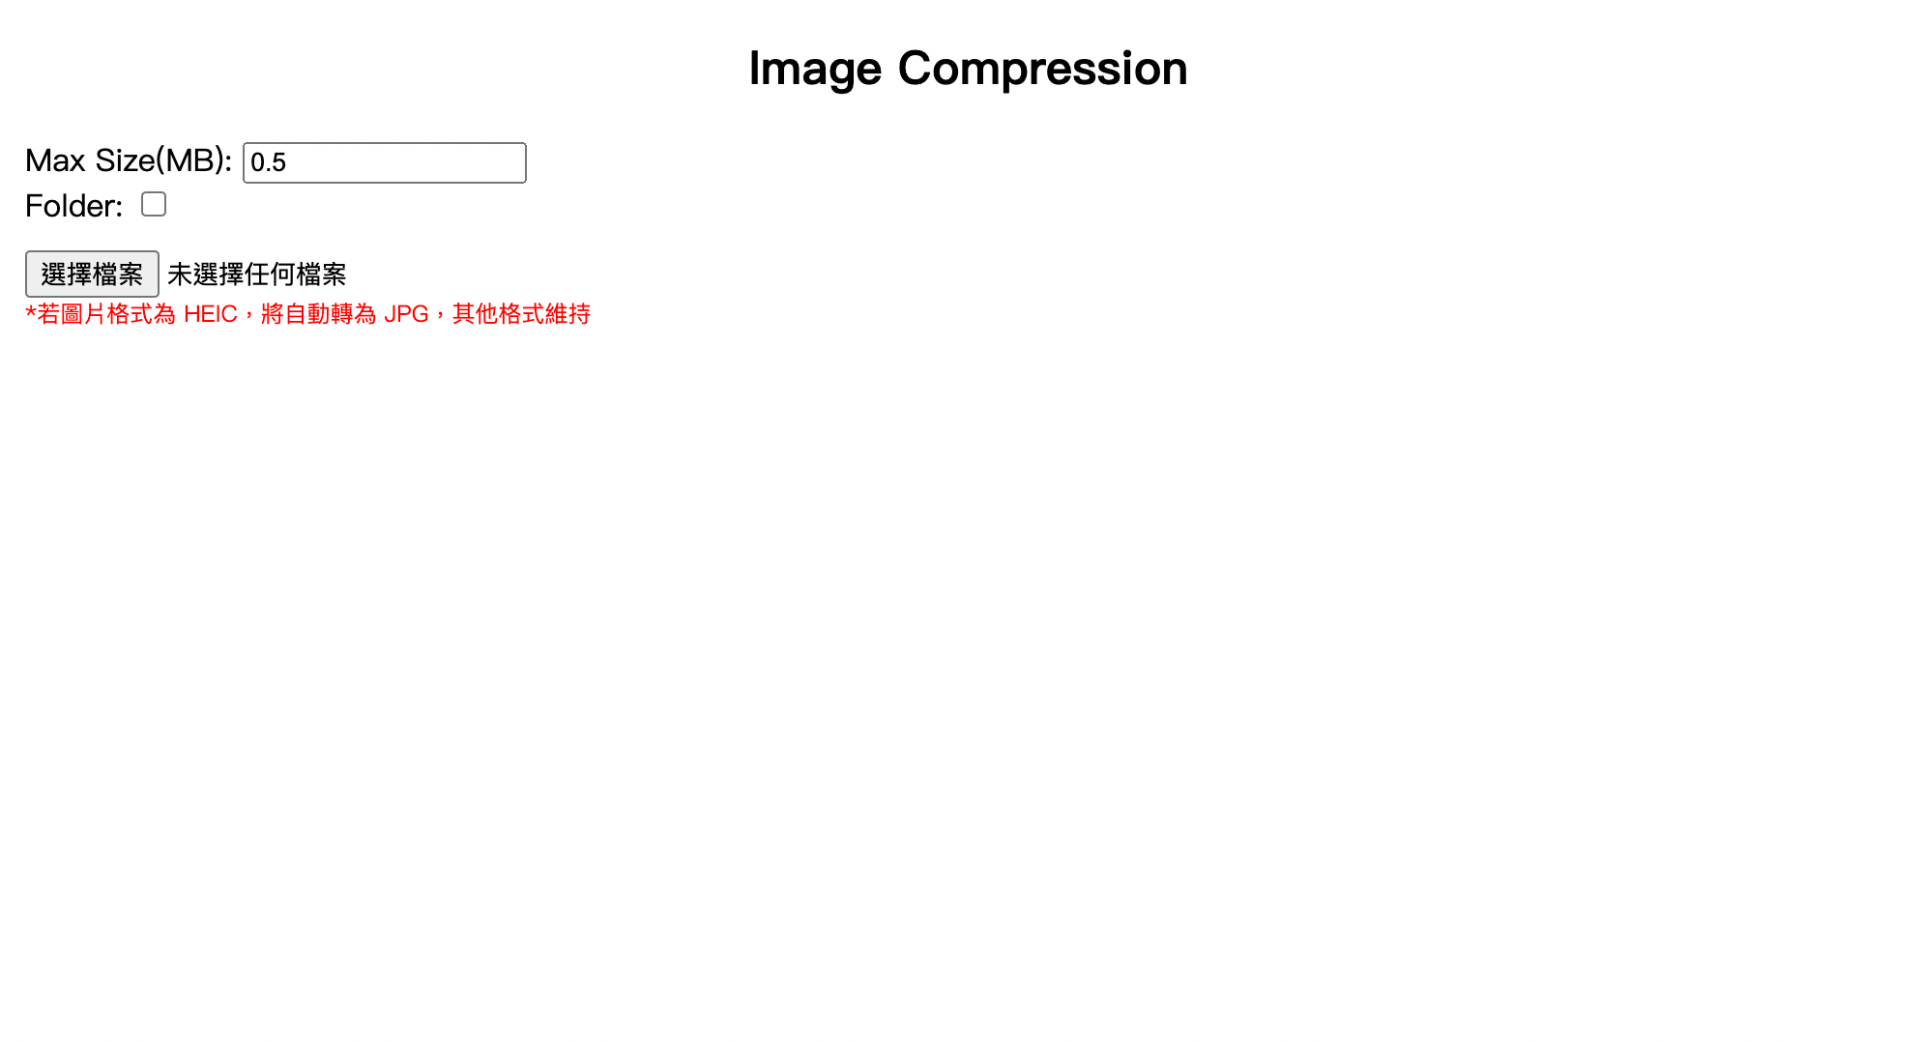 Image Compression
Max Size(MB): 0.5
Folder:
選擇檔案 未選擇任何檔案
*若圖片格式為 HEIC，將自動轉為 JPG，其他格式維持